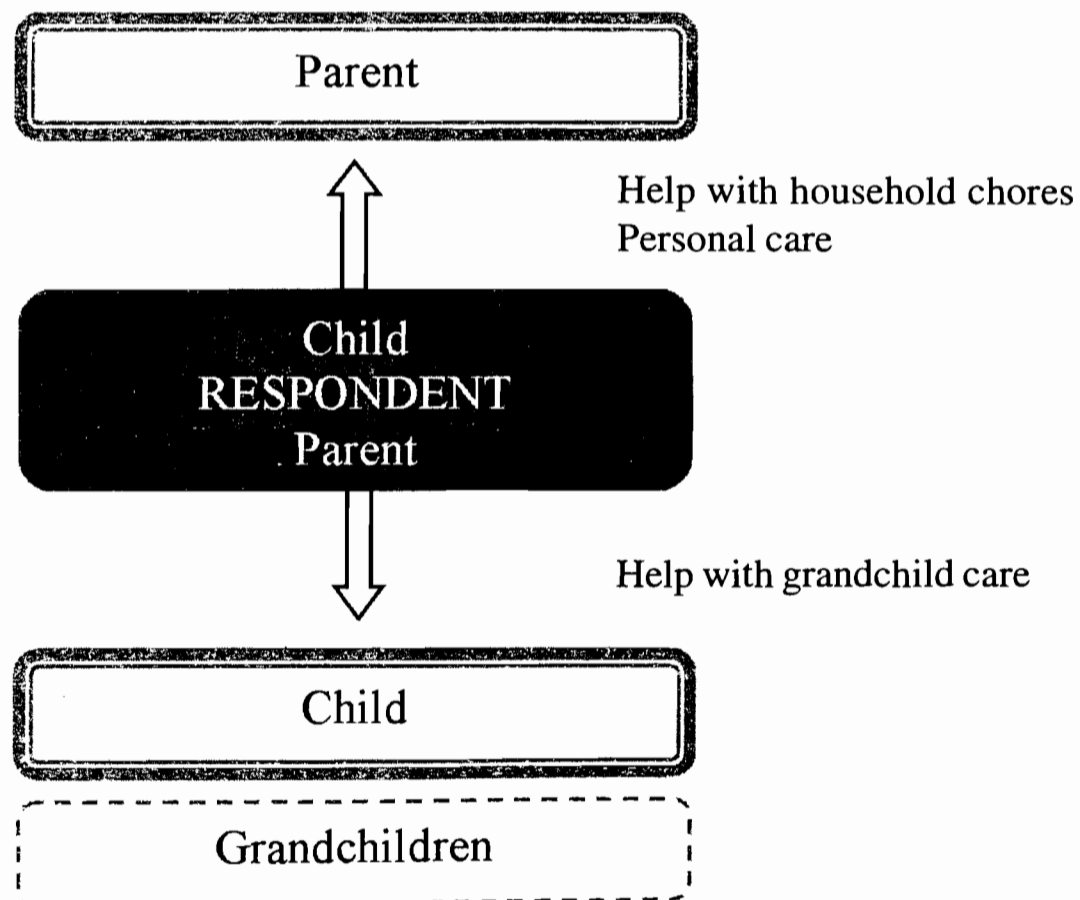 Parent
Help with household chores
Personal care
Child
RESPONDENT
Parent
Help with grandchild care
Child
Grandchildren